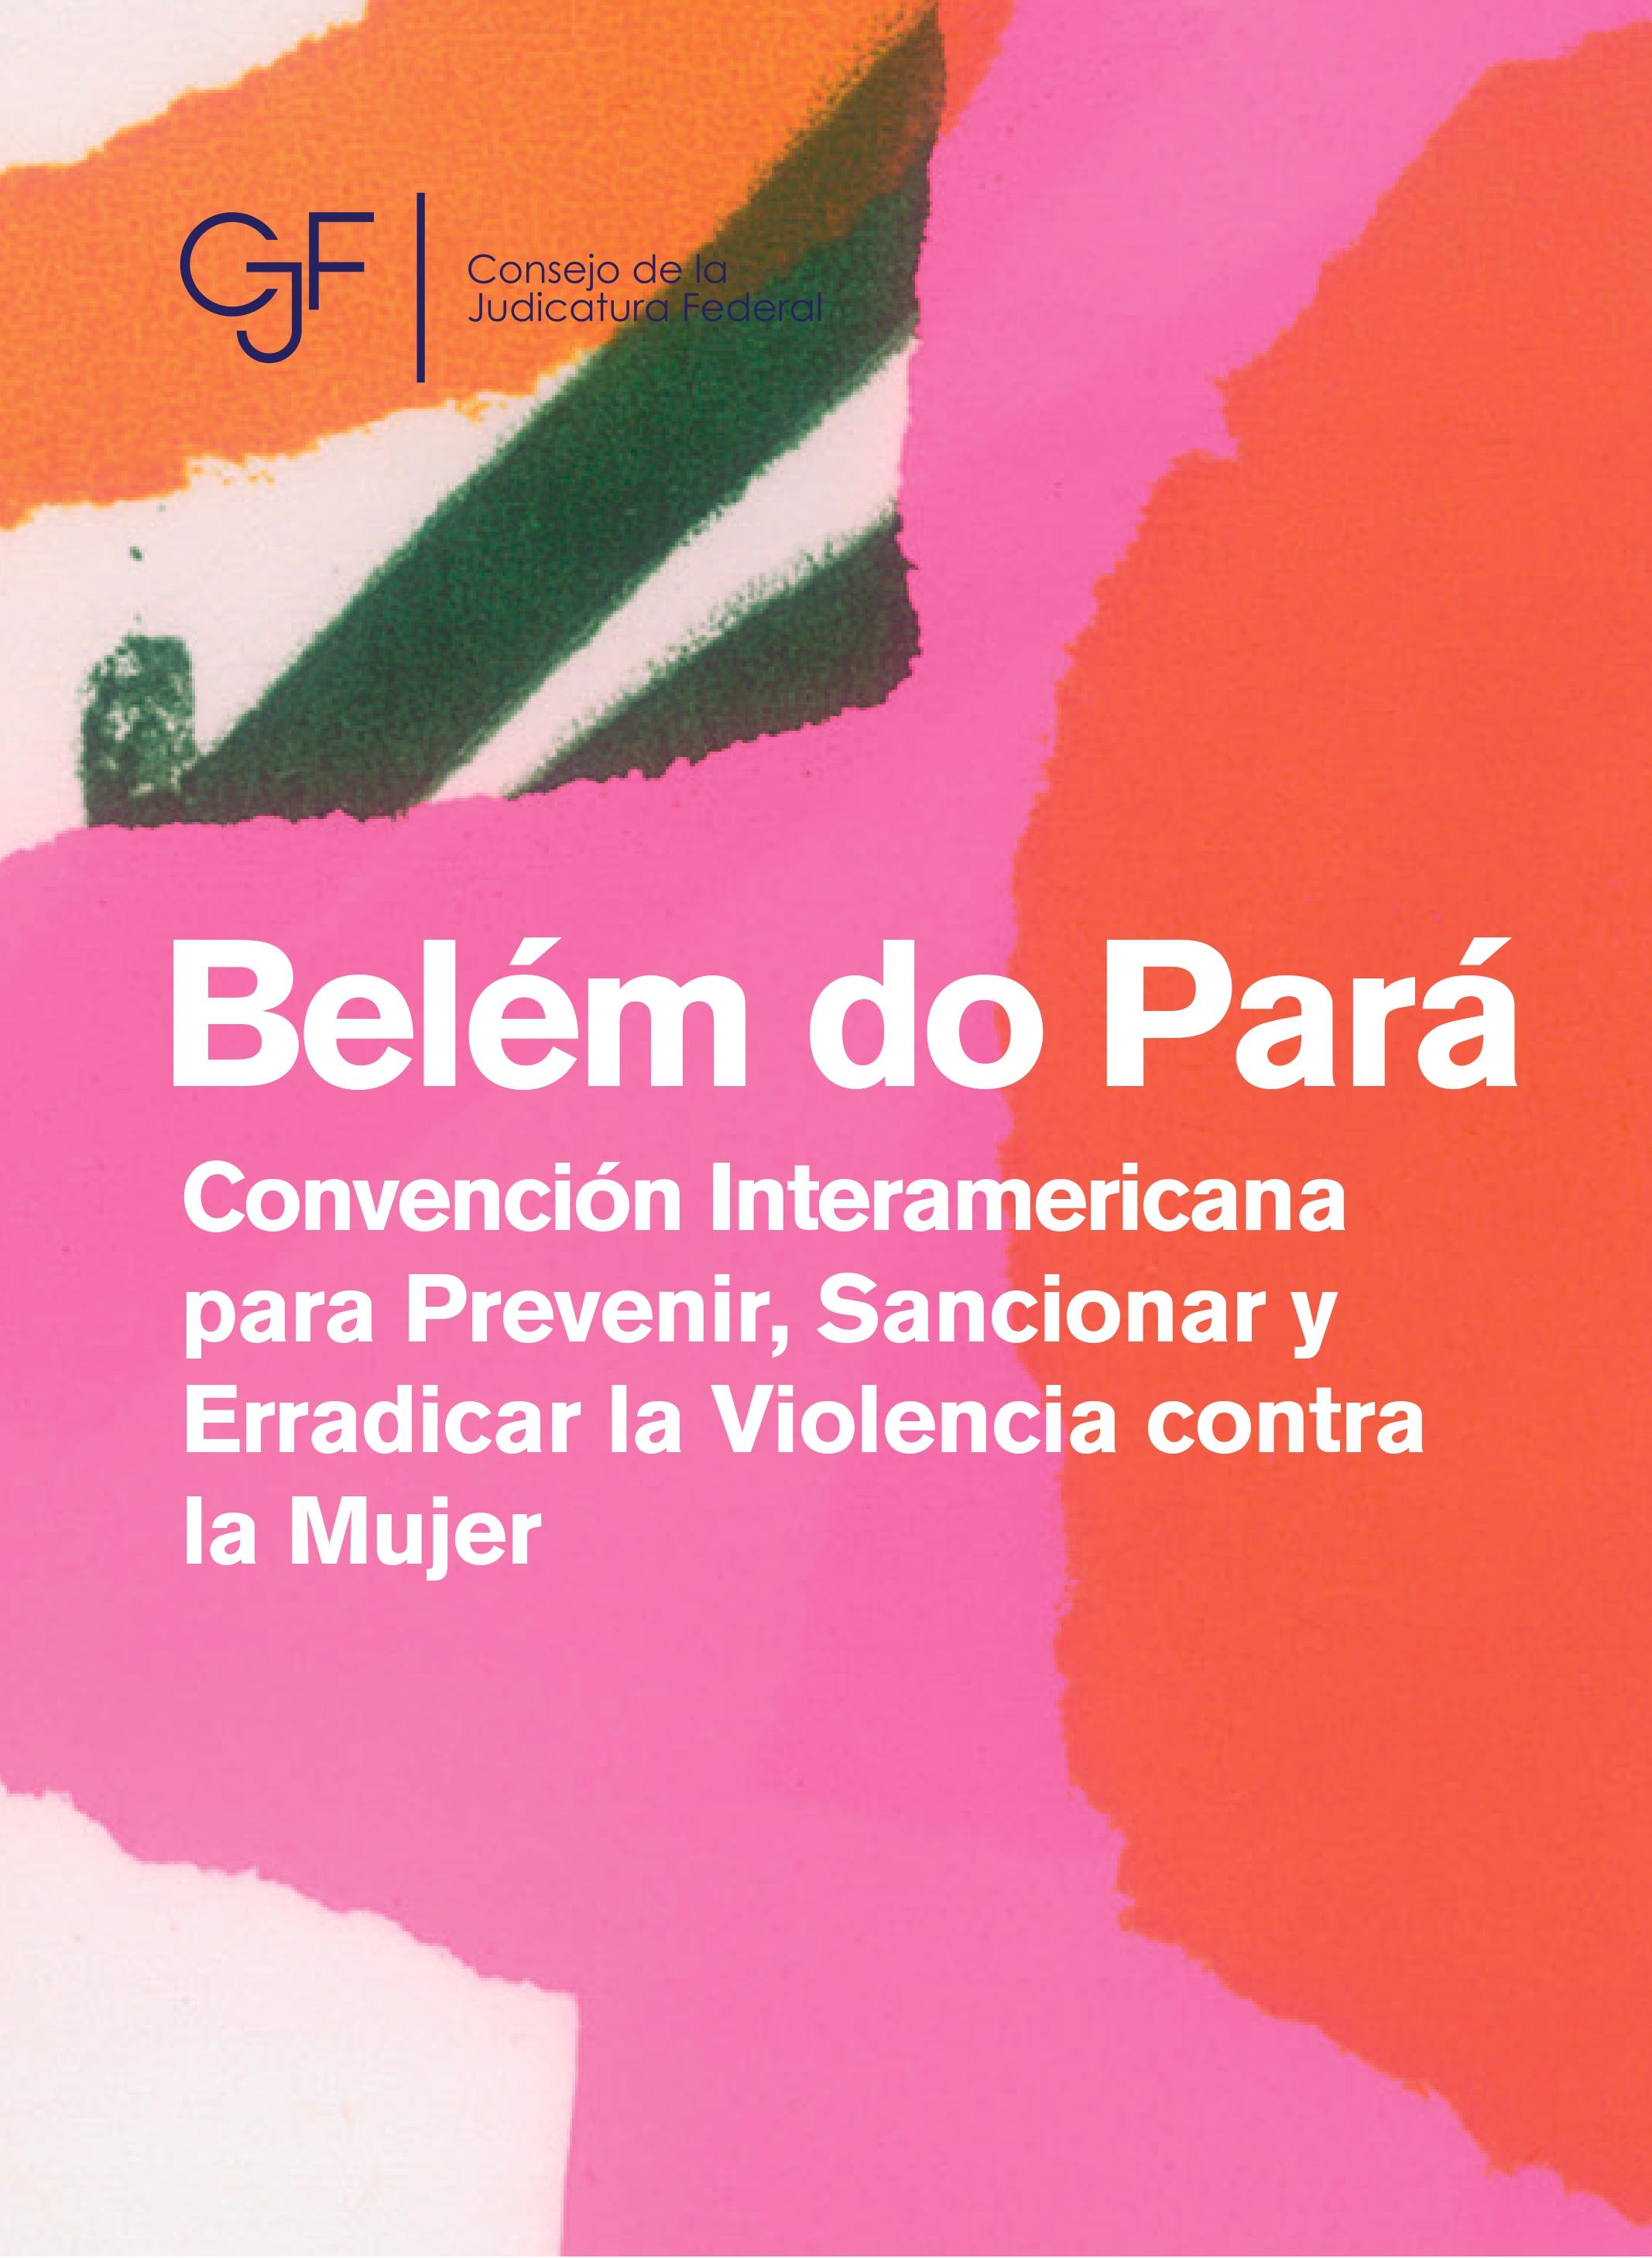 CJF
Consejo de la
Judicatura Federal
Belém do Pará
Convención Interamericana
para Prevenir, Sancionar y
Erradicar la Violencia contra
la Mujer